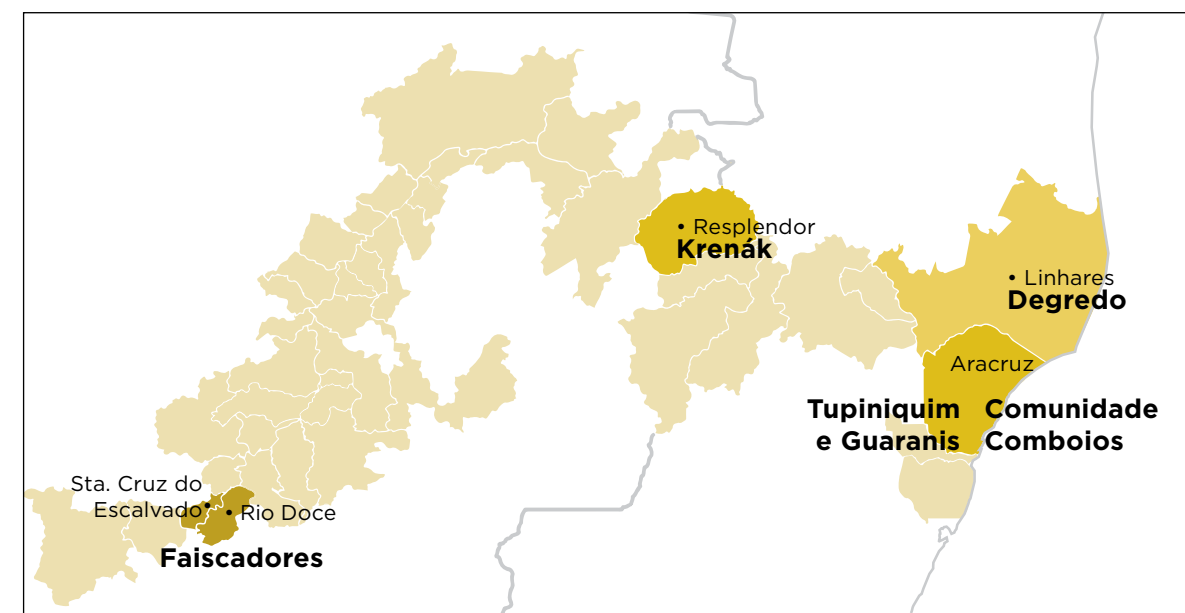 • Resplendor
Krenák
• Linhares
Degredo
Aracruz
Tupiniquim
e Guaranis
Comunidade
Comboios
Sta. Cruz do
Escalvado •
• Rio Doce
Faiscadores